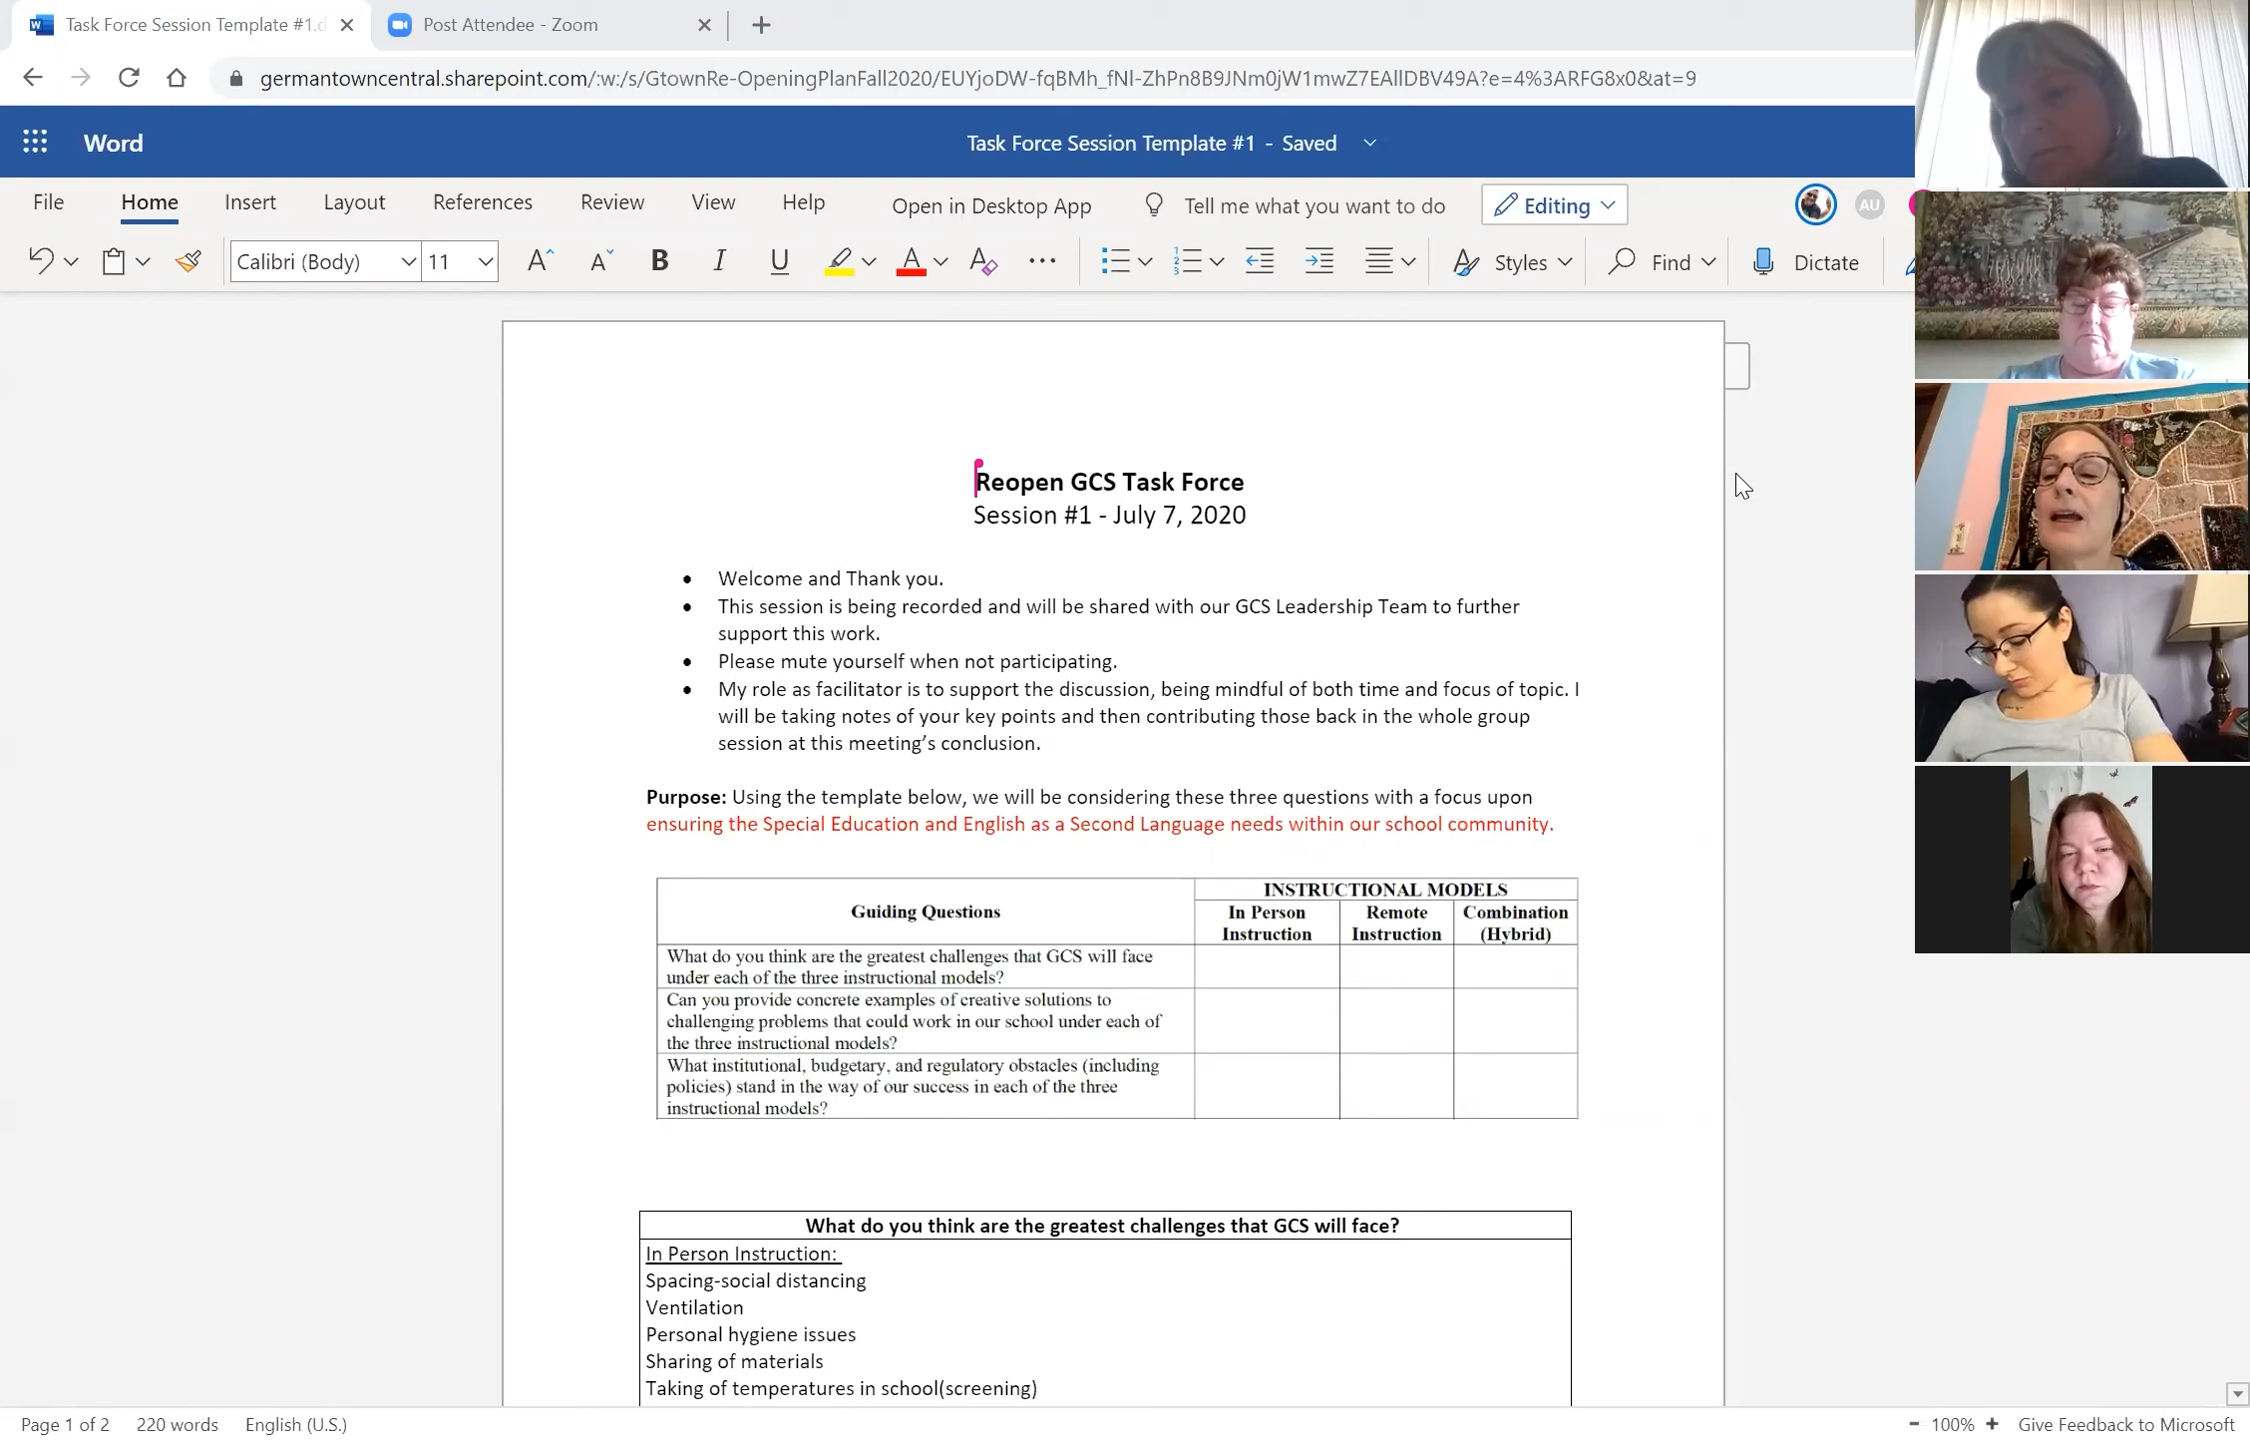 Task Force Session Template #1.d
Post Attendee - Zoom
germantowncentral.sharepoint.com/:w:/s/GtownRe-OpeningPlanFall2020/EUYjoDW-fqBMh_fNl-ZhPn8B9JNm0jW1mwZ7EAllDBV49A?e=4%3ARFG8x0&at=9
Word
Task Force Session Template #1 - Saved
File Home Insert Layout References Review View Help Open in Desktop App Tell me what you want to do Editing AU
Calibri (Body) 11 A A B I U A A Styles Find Dictate
Reopen GCS Task Force
Session #1 - July 7, 2020
• Welcome and Thank you.
• This session is being recorded and will be shared with our GCS Leadership Team to further
support this work.
• Please mute yourself when not participating.
• My role as facilitator is to support the discussion, being mindful of both time and focus of topic. I
will be taking notes of your key points and then contributing those back in the whole group
session at this meeting’s conclusion.
Purpose: Using the template below, we will be considering these three questions with a focus upon
ensuring the Special Education and English as a Second Language needs within our school community.
Guiding Questions
INSTRUCTIONAL MODELS
In Person
Instruction
Remote
Instruction
Combination
(Hybrid)
What do you think are the greatest challenges that GCS will face
under each of the three instructional models?
Can you provide concrete examples of creative solutions to
challenging problems that could work in our school under each of
the three instructional models?
What institutional, budgetary, and regulatory obstacles (including
policies) stand in the way of our success in each of the three
instructional models?
What do you think are the greatest challenges that GCS will face?
In Person Instruction:
Spacing-social distancing
Ventilation
Personal hygiene issues
Sharing of materials
Taking of temperatures in school(screening)
Page 1 of 2 220 words English (U.S.) - 100% + Give Feedback to Microsoft